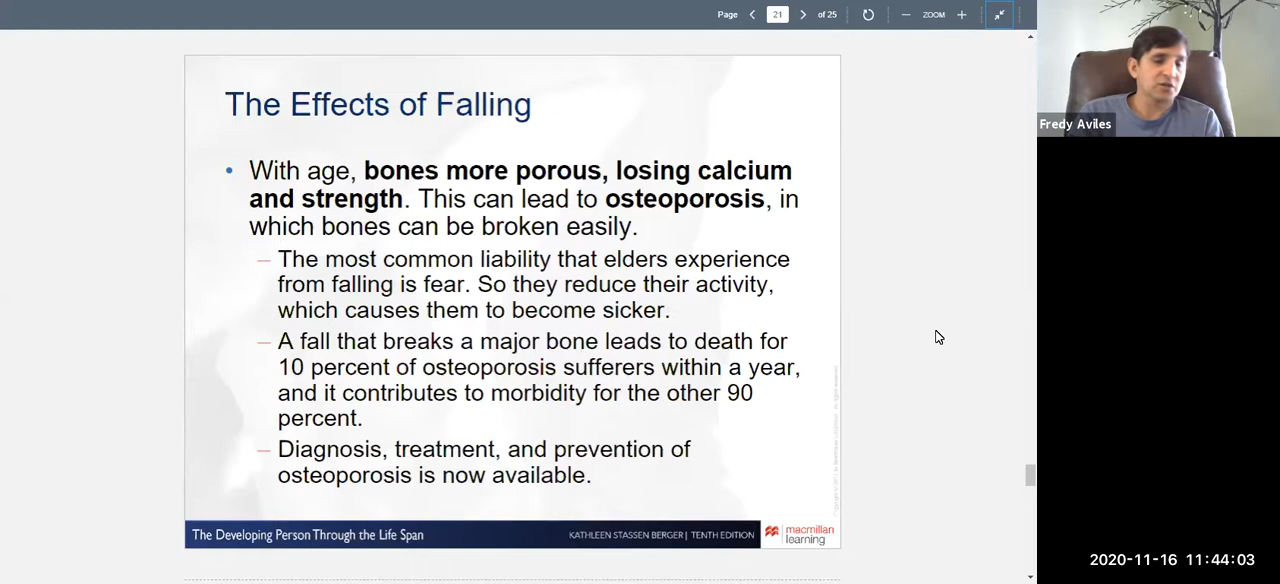 Page
21
of 25
ZOOM
Fredy Aviles
The Effects of Falling
• With age, bones more porous, losing calcium
and strength. This can lead to osteoporosis, in
which bones can be broken easily.
– The most common liability that elders experience
from falling is fear. So they reduce their activity,
which causes them to become sicker.
– A fall that breaks a major bone leads to death for
10 percent of osteoporosis sufferers within a year,
and it contributes to morbidity for the other 90
percent.
– Diagnosis, treatment, and prevention of
osteoporosis is now available.
The Developing Person Through the Life Span
KATHLEEN STASSEN BERGER | TENTH EDITION
macmillan
learning
2020-11-16 11:44:03